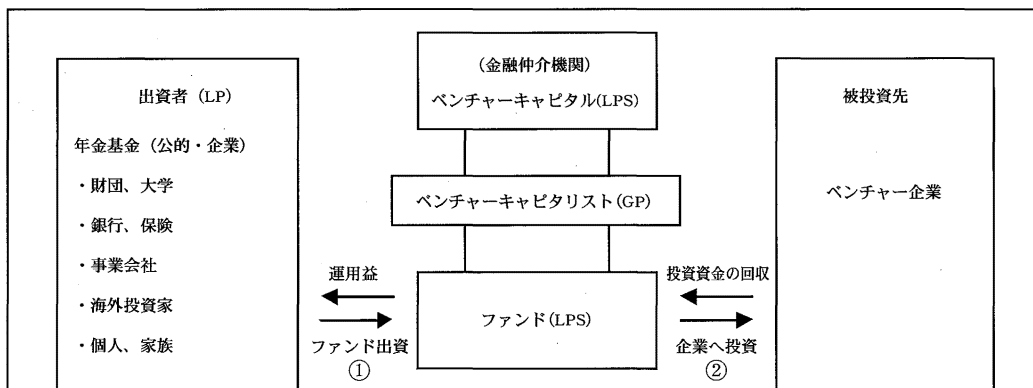 出資者 (LP)
年金基金（公的・企業）
・財団、大学
・銀行、保険
・事業会社
・海外投資家
・個人、家族
運用益
ファンド出資
①
（金融仲介機関）
ベンチャーキャピタル(LPS)
ベンチャーキャピタリスト(GP)
ファンド(LPS)
投資資金の回収
企業へ投資
②
被投資先
ベンチャー企業